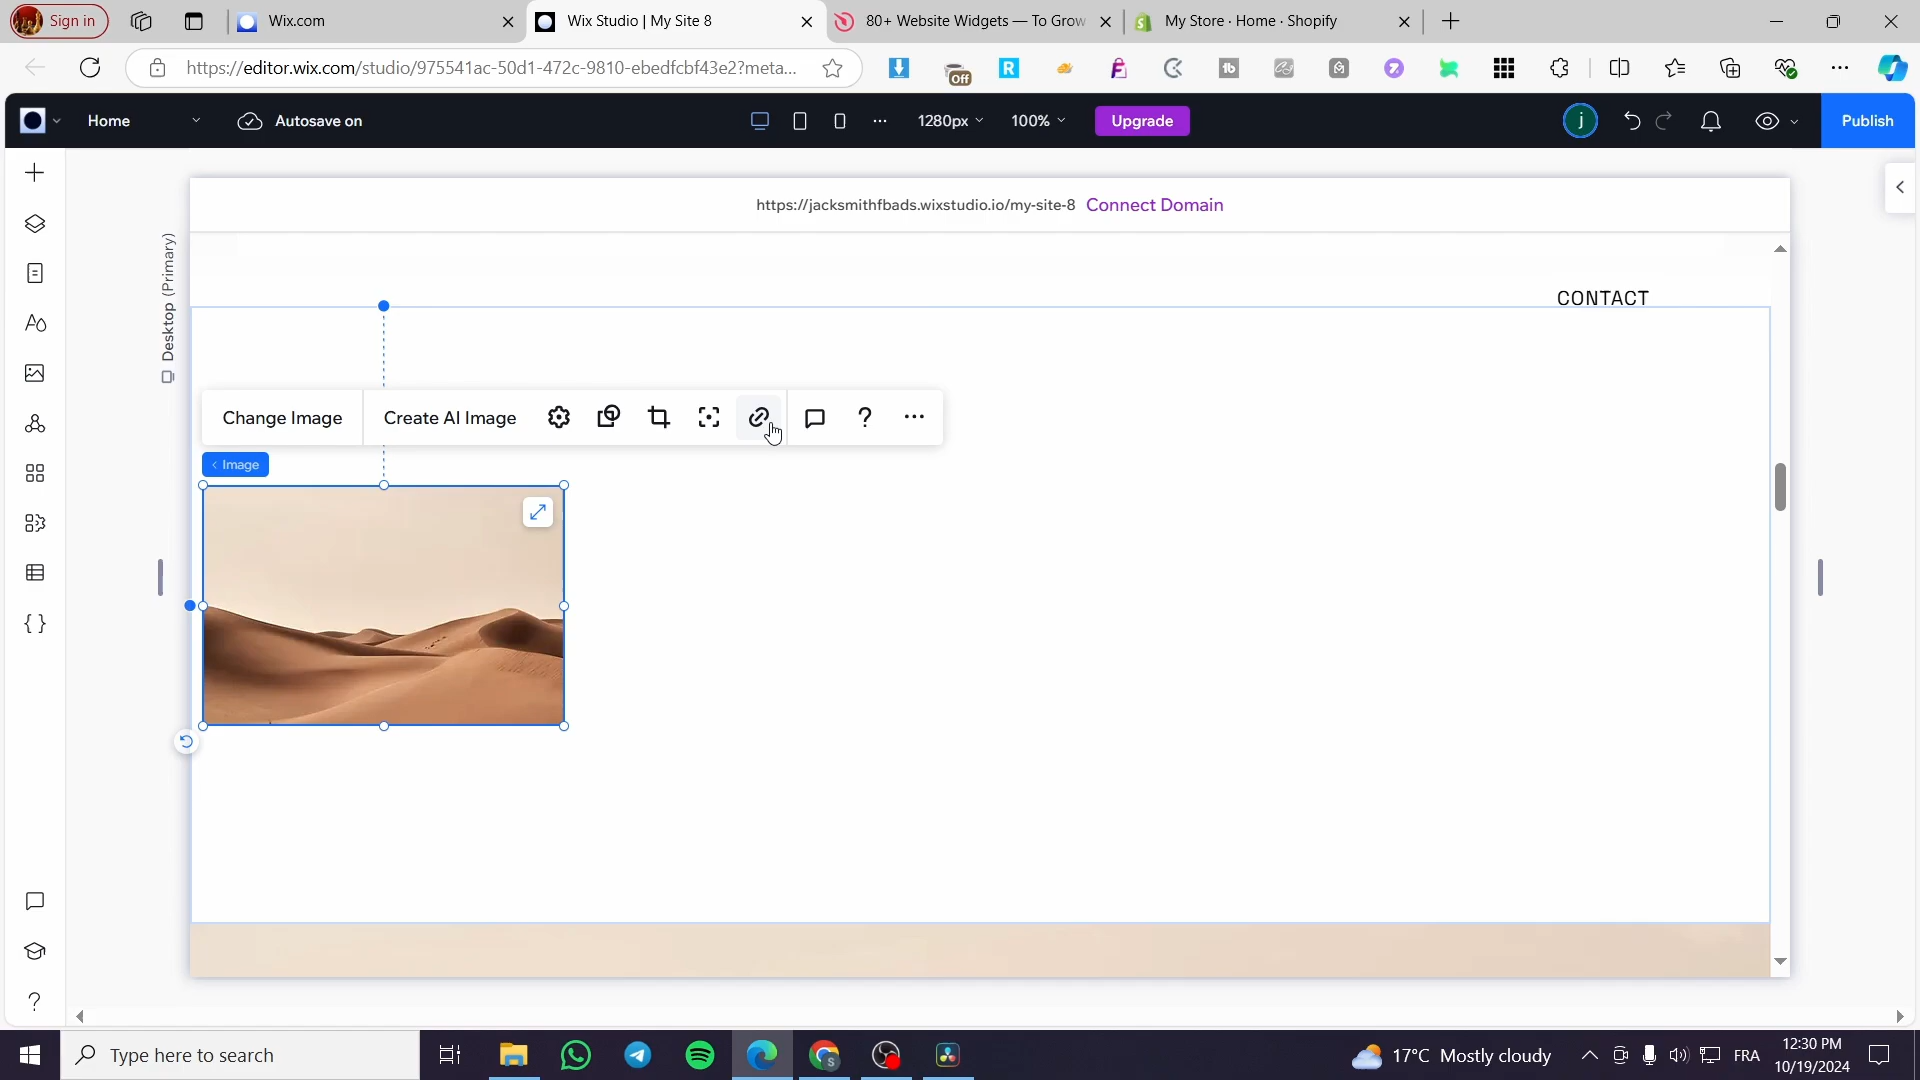 Sign in
Wix.com
Wix Studio | My Site 8
80+ Website Widgets — To Grow
My Store · Home · Shopify
https://editor.wix.com/studio/975541ac-50d1-472c-9810-ebedfcbf43e2?meta...
Off
Home
Autosave on
1280px
100%
Upgrade
j
Publish
https://jacksmithfbads.wixstudio.io/my-site-8 Connect Domain
Desktop (Primary)
CONTACT
Change Image
Create AI Image
< Image
Type here to search
17°C Mostly cloudy
FRA
12:30 PM
10/19/2024